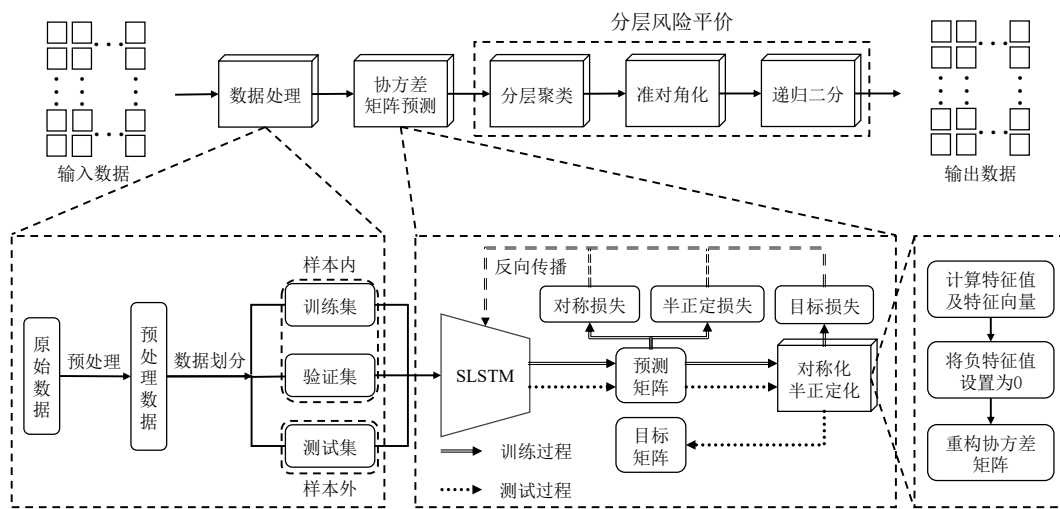 分层风险平价
数据处理
协方差
矩阵预测
分层聚类
准对角化
递归二分
输入数据
输出数据
样本内
训练集
验证集
测试集
样本外
原始数据
预处理
预处理数据
数据划分
反向传播
对称损失
半正定损失
目标损失
SLSTM
预测
矩阵
对称化
半正定化
目标
矩阵
训练过程
测试过程
计算特征值
及特征向量
将负特征值
设置为0
重构协方差
矩阵